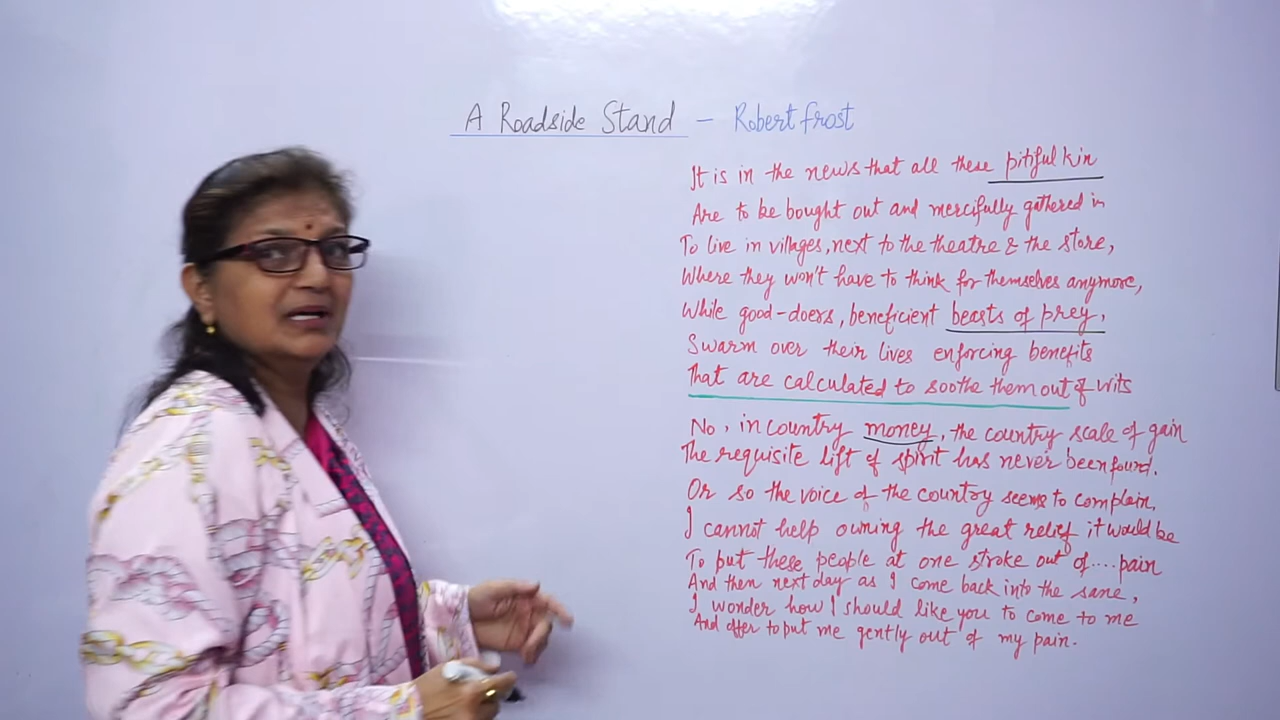 A Roadside Stand – Robert frost
It is in the news that all these pitiful kin
Are to be bought out and mercifully gathered in
To live in villages, next to the theatre & the store,
Where they won't have to think for themselves anymore,
While good-doers, beneficient beasts of prey,
Swarm over their lives enforcing benefits
That are calculated to soothe them out of wits
No, in country money, the country scale of gain
The requisite lift of spirit has never been found.
Or so the voice of the country seems to complain,
I cannot help owning the great relief it would be
To put these people at one stroke out of.... pain
And then next day as I come back into the sane,
I wonder how I should like you to come to me
And offer to put me gently out of my pain.